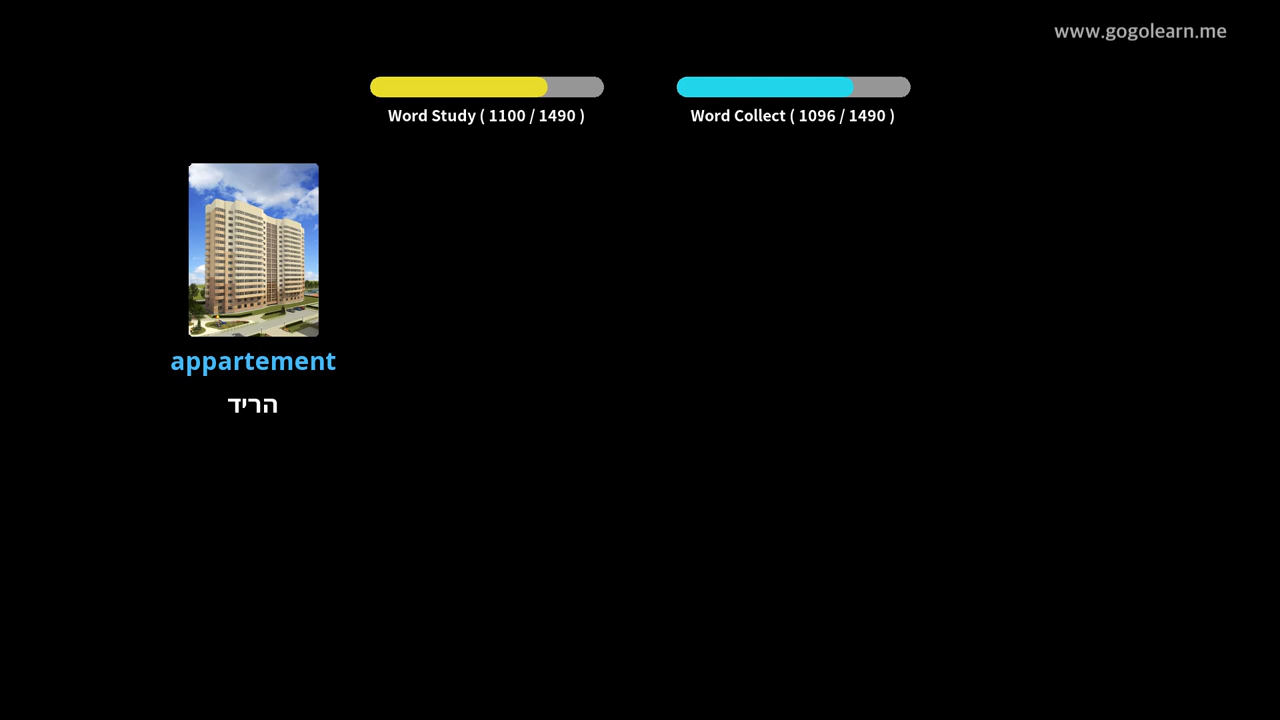 www.gogolearn.me
Word Study ( 1100 / 1490 )
Word Collect ( 1096 / 1490 )
appartement
הריד